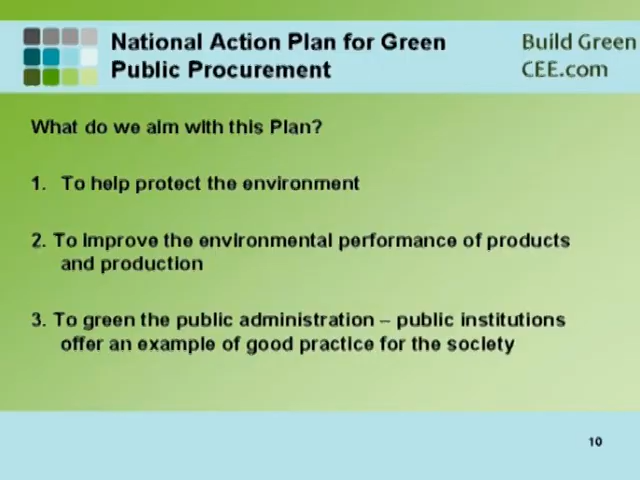 National Action Plan for Green
Public Procurement
Build Green
CEE.com
What do we aim with this Plan?
1. To help protect the environment
2. To improve the environmental performance of products
and production
3. To green the public administration – public institutions
offer an example of good practice for the society
10